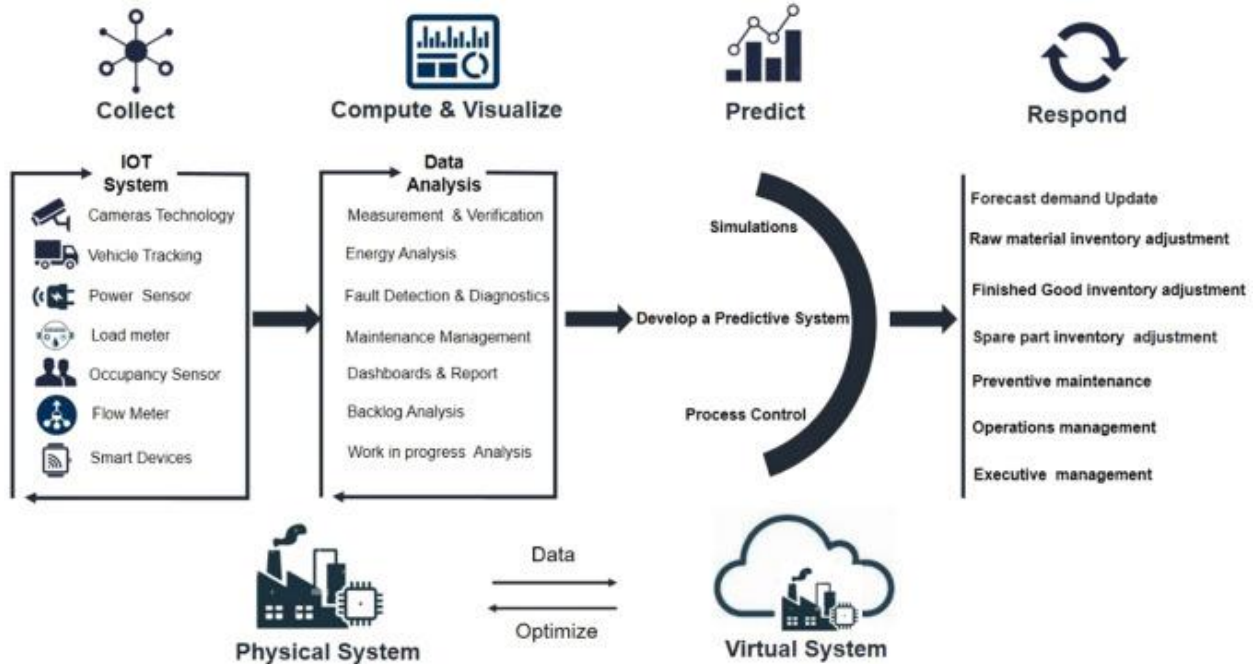 Collect
Compute & Visualize
Predict
Respond
IOT
System
Cameras Technology
Vehicle Tracking
Power Sensor
Load meter
Occupancy Sensor
Flow Meter
Smart Devices
Data
Analysis
Measurement & Verification
Energy Analysis
Fault Detection & Diagnostics
Maintenance Management
Dashboards & Report
Backlog Analysis
Work in progress Analysis
Simulations
Develop a Predictive System
Process Control
Forecast demand Update
Raw material inventory adjustment
Finished Good inventory adjustment
Spare part inventory adjustment
Preventive maintenance
Operations management
Executive management
Physical System
Data
Optimize
Virtual System